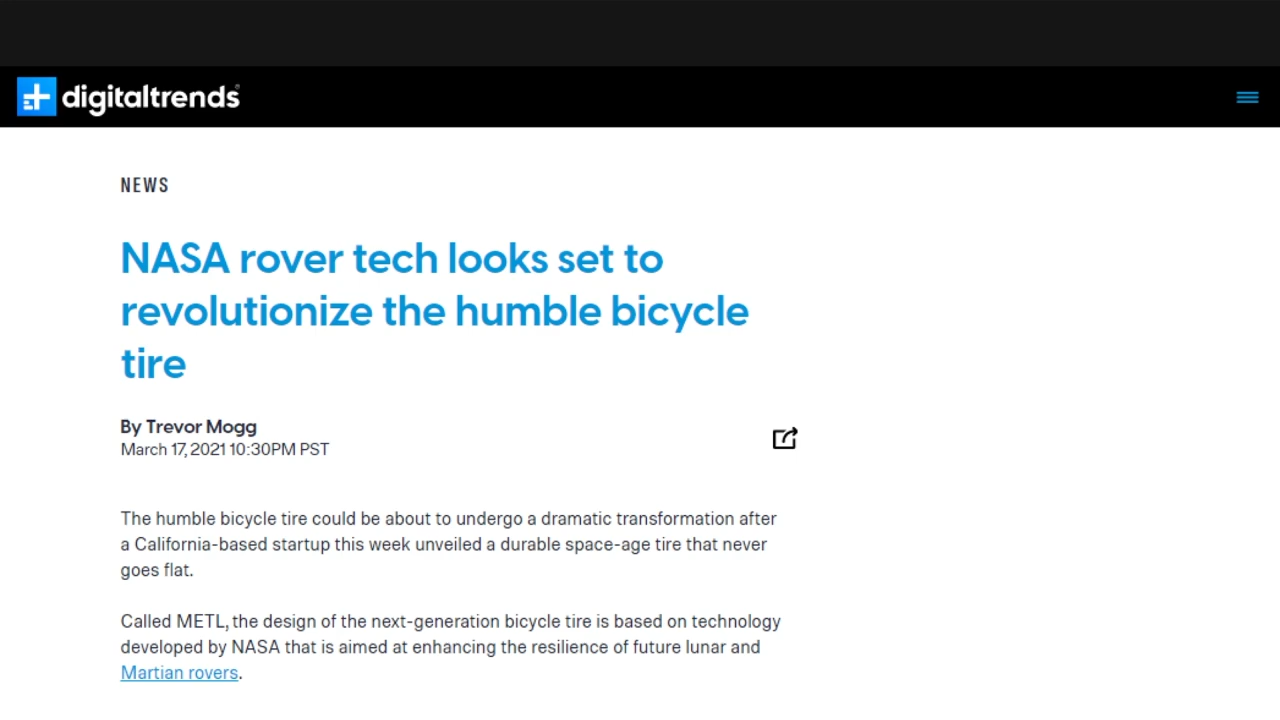 digitaltrends
NEWS
NASA rover tech looks set to
revolutionize the humble bicycle
tire
By Trevor Mogg
March 17, 2021 10:30PM PST
The humble bicycle tire could be about to undergo a dramatic transformation after
a California-based startup this week unveiled a durable space-age tire that never
goes flat.
Called METL, the design of the next-generation bicycle tire is based on technology
developed by NASA that is aimed at enhancing the resilience of future lunar and
Martian rovers.